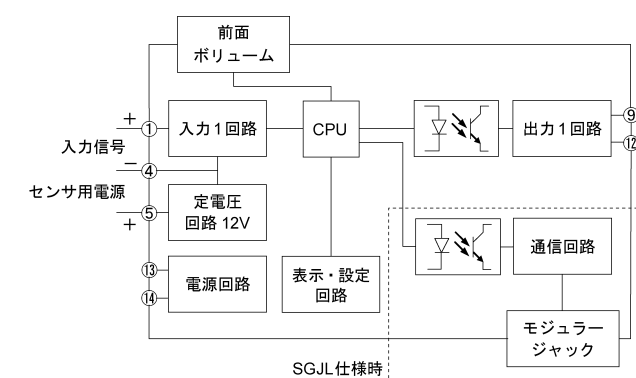 前面
ボリューム
+
①
入力1回路
CPU
出力1回路
⑨
⑫
入力信号
−
④
センサ用電源
⑤
+
定電圧
回路 12V
通信回路
⑬
⑭
電源回路
表示・設定
回路
モジュラー
ジャック
SGJL仕様時